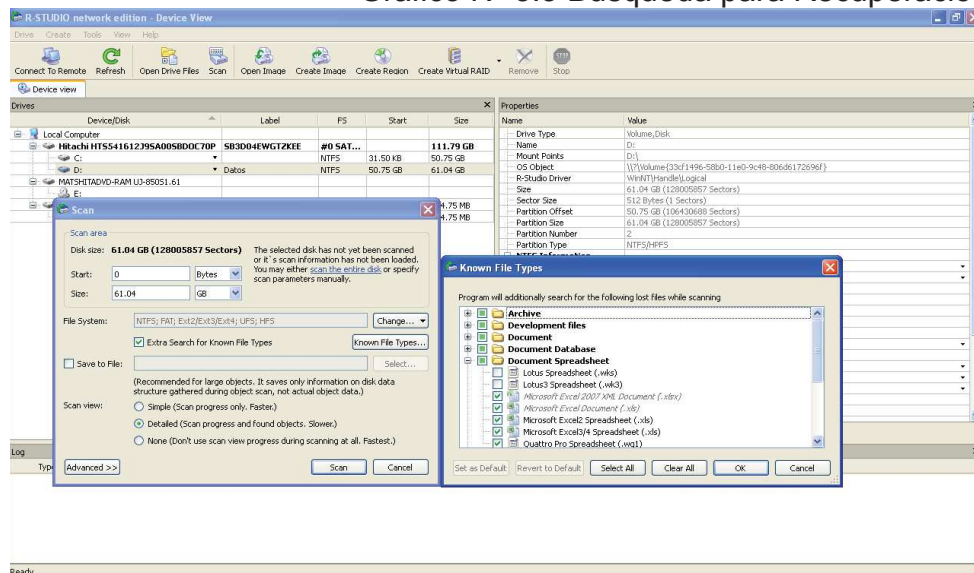 R-STUDIO network edition - Device View
Drive Create Tools View Help
Connect To Remote Refresh Open Drive Files Scan Open Image Create Image Create Region Create Virtual RAID Remove Stop
Device view
Drives
Device/Disk Label FS Start Size
Local Computer
Hitachi HTS541612J9SA00SBDOC70P SB3D04EWGTZKEE #0 SAT... 111.79 GB
C: NTFS 31.50 KB 50.75 GB
D: Datos NTFS 50.75 GB 61.04 GB
MATSHITADVD-RAM UJ-85051.61
E:
4.75 MB
4.75 MB
Properties
Name Value
Drive Type Volume,Disk
Name D:
Mount Points D:\
OS Object \\?\Volume{33cf1496-58b0-11e0-9c48-806d6172696f}
R-Studio Driver WinNT\Handle\Logical
Size 61.04 GB (128005857 Sectors)
Sector Size 512 Bytes (1 Sectors)
Partition Offset 50.75 GB (106430688 Sectors)
Partition Size 61.04 GB (128005857 Sectors)
Partition Number 2
Partition Type NTFS/HPFS
NTFS Information
Scan
Scan area
Disk size: 61.04 GB (128005857 Sectors)
The selected disk has not yet been scanned
or it`s scan information has not been loaded.
You may either scan the entire disk or specify
scan parameters manually.
Start: 0 Bytes
Size: 61.04 GB
File System: NTFS; FAT; Ext2/Ext3/Ext4; UFS; HFS Change...
Extra Search for Known File Types Known File Types...
Save to File: Select...
(Recommended for large objects. It saves only information on disk data
structure gathered during object scan, not actual object data.)
Scan view: Simple (Scan progress only. Faster.)
Detailed (Scan progress and found objects. Slower.)
None (Don't use scan view progress during scanning at all. Fastest.)
Advanced >> Scan Cancel
Known File Types
Program will additionally search for the following lost files while scanning
Archive
Development files
Document
Document Database
Document Spreadsheet
Lotus Spreadsheet (.wks)
Lotus3 Spreadsheet (.wk3)
Microsoft Excel 2007 XML Document (.xlsx)
Microsoft Excel Document (.xls)
Microsoft Excel2 Spreadsheet (.xls)
Microsoft Excel3/4 Spreadsheet (.xls)
Quattro Pro Spreadsheet (.wq1)
Set as Default Revert to Default Select All Clear All OK Cancel
Log
Ready